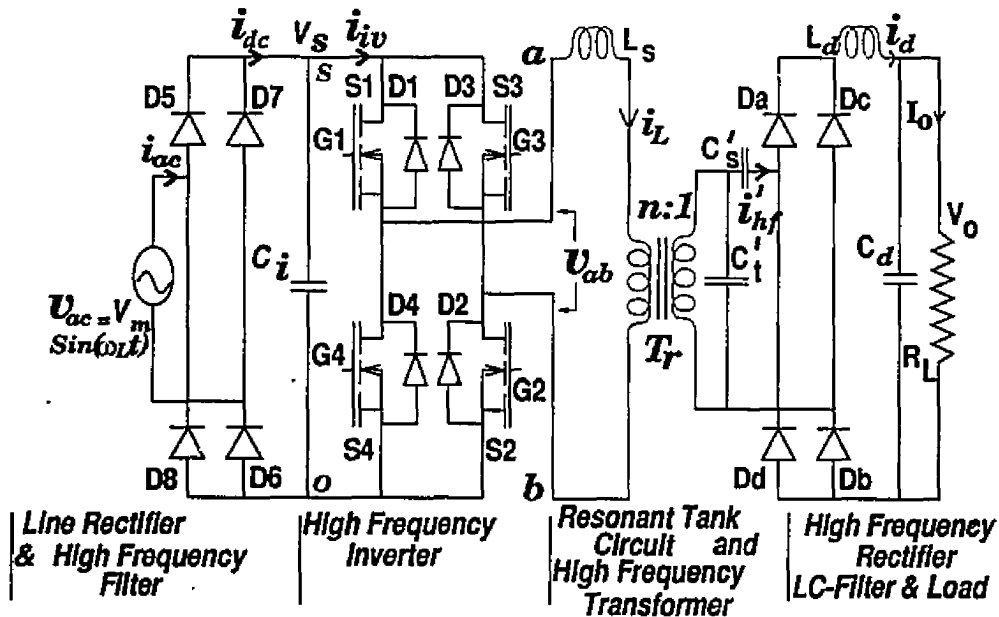 i_dc
V_s
s
i_iv
S1
D1
D3
S3
a
L_s
L_d
i_d
D5
D7
G1
G3
i_L
Da
Dc
I_o
i_ac
C's
i'hf
n:1
V_o
C_i
v_ab
C't
C_d
v_ac = V_m
Sin(ω_L t)
D4
D2
T_r
G4
G2
R_L
S4
S2
D8
D6
o
b
Dd
Db
Line Rectifier
& High Frequency
Filter
High Frequency
Inverter
Resonant Tank
Circuit and
High Frequency
Transformer
High Frequency
Rectifier
LC-Filter & Load